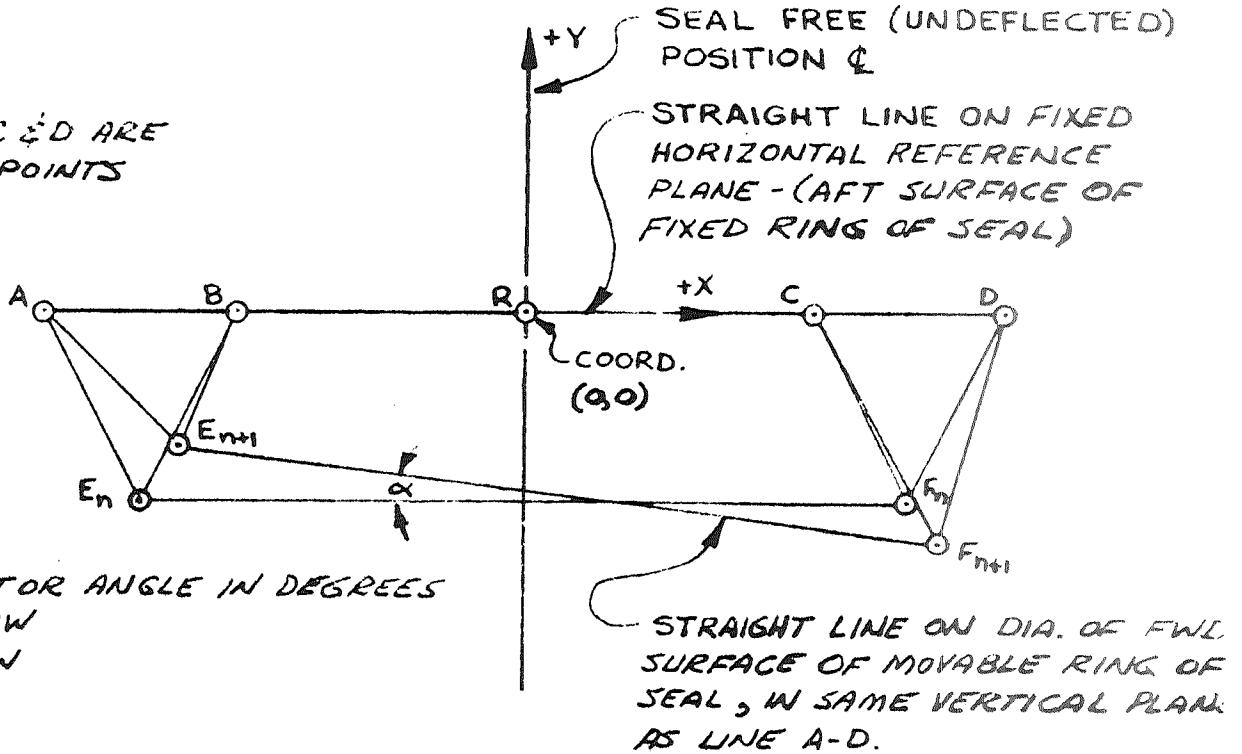 SEAL FREE (UNDEFLECTED)
POSITION ℄
+Y
STRAIGHT LINE ON FIXED
HORIZONTAL REFERENCE
PLANE - (AFT SURFACE OF
FIXED RING OF SEAL)
C & D ARE
POINTS
A
B
R
+X
C
D
COORD.
(0,0)
En+1
En
α
Fn
Fn+1
TOR ANGLE IN DEGREES
W
STRAIGHT LINE ON DIA. OF FWD
SURFACE OF MOVABLE RING OF
SEAL, IN SAME VERTICAL PLANE
AS LINE A-D.